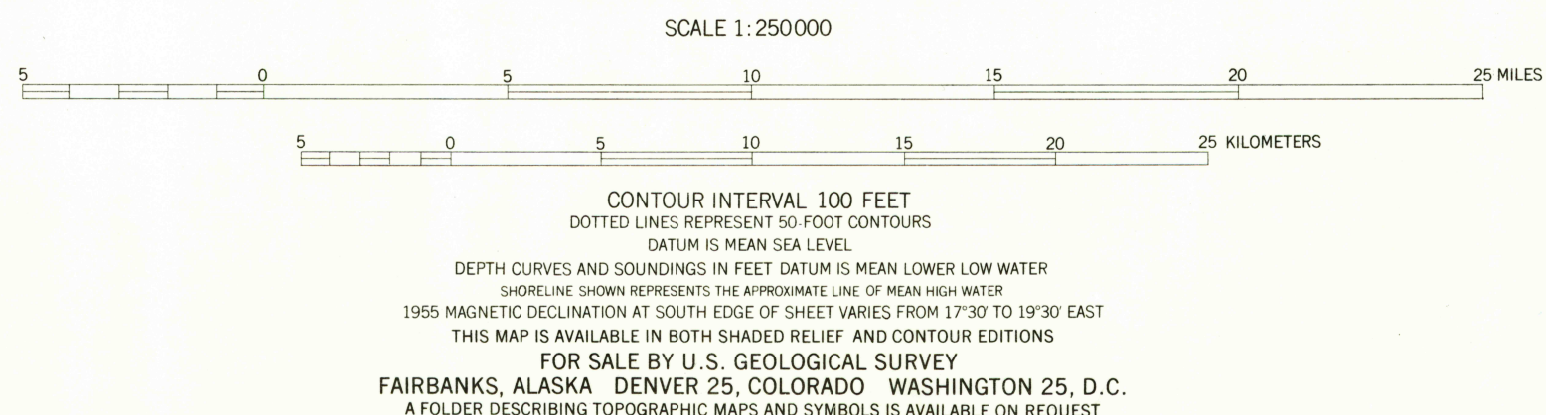 SCALE 1:250000
5 0 5 10 15 20 25 MILES
5 0 5 10 15 20 25 KILOMETERS
CONTOUR INTERVAL 100 FEET
DOTTED LINES REPRESENT 50-FOOT CONTOURS
DATUM IS MEAN SEA LEVEL
DEPTH CURVES AND SOUNDINGS IN FEET DATUM IS MEAN LOWER LOW WATER
SHORELINE SHOWN REPRESENTS THE APPROXIMATE LINE OF MEAN HIGH WATER
1955 MAGNETIC DECLINATION AT SOUTH EDGE OF SHEET VARIES FROM 17°30' TO 19°30' EAST
THIS MAP IS AVAILABLE IN BOTH SHADED RELIEF AND CONTOUR EDITIONS
FOR SALE BY U.S. GEOLOGICAL SURVEY
FAIRBANKS, ALASKA DENVER 25, COLORADO WASHINGTON 25, D.C.
A FOLDER DESCRIBING TOPOGRAPHIC MAPS AND SYMBOLS IS AVAILABLE ON REQUEST